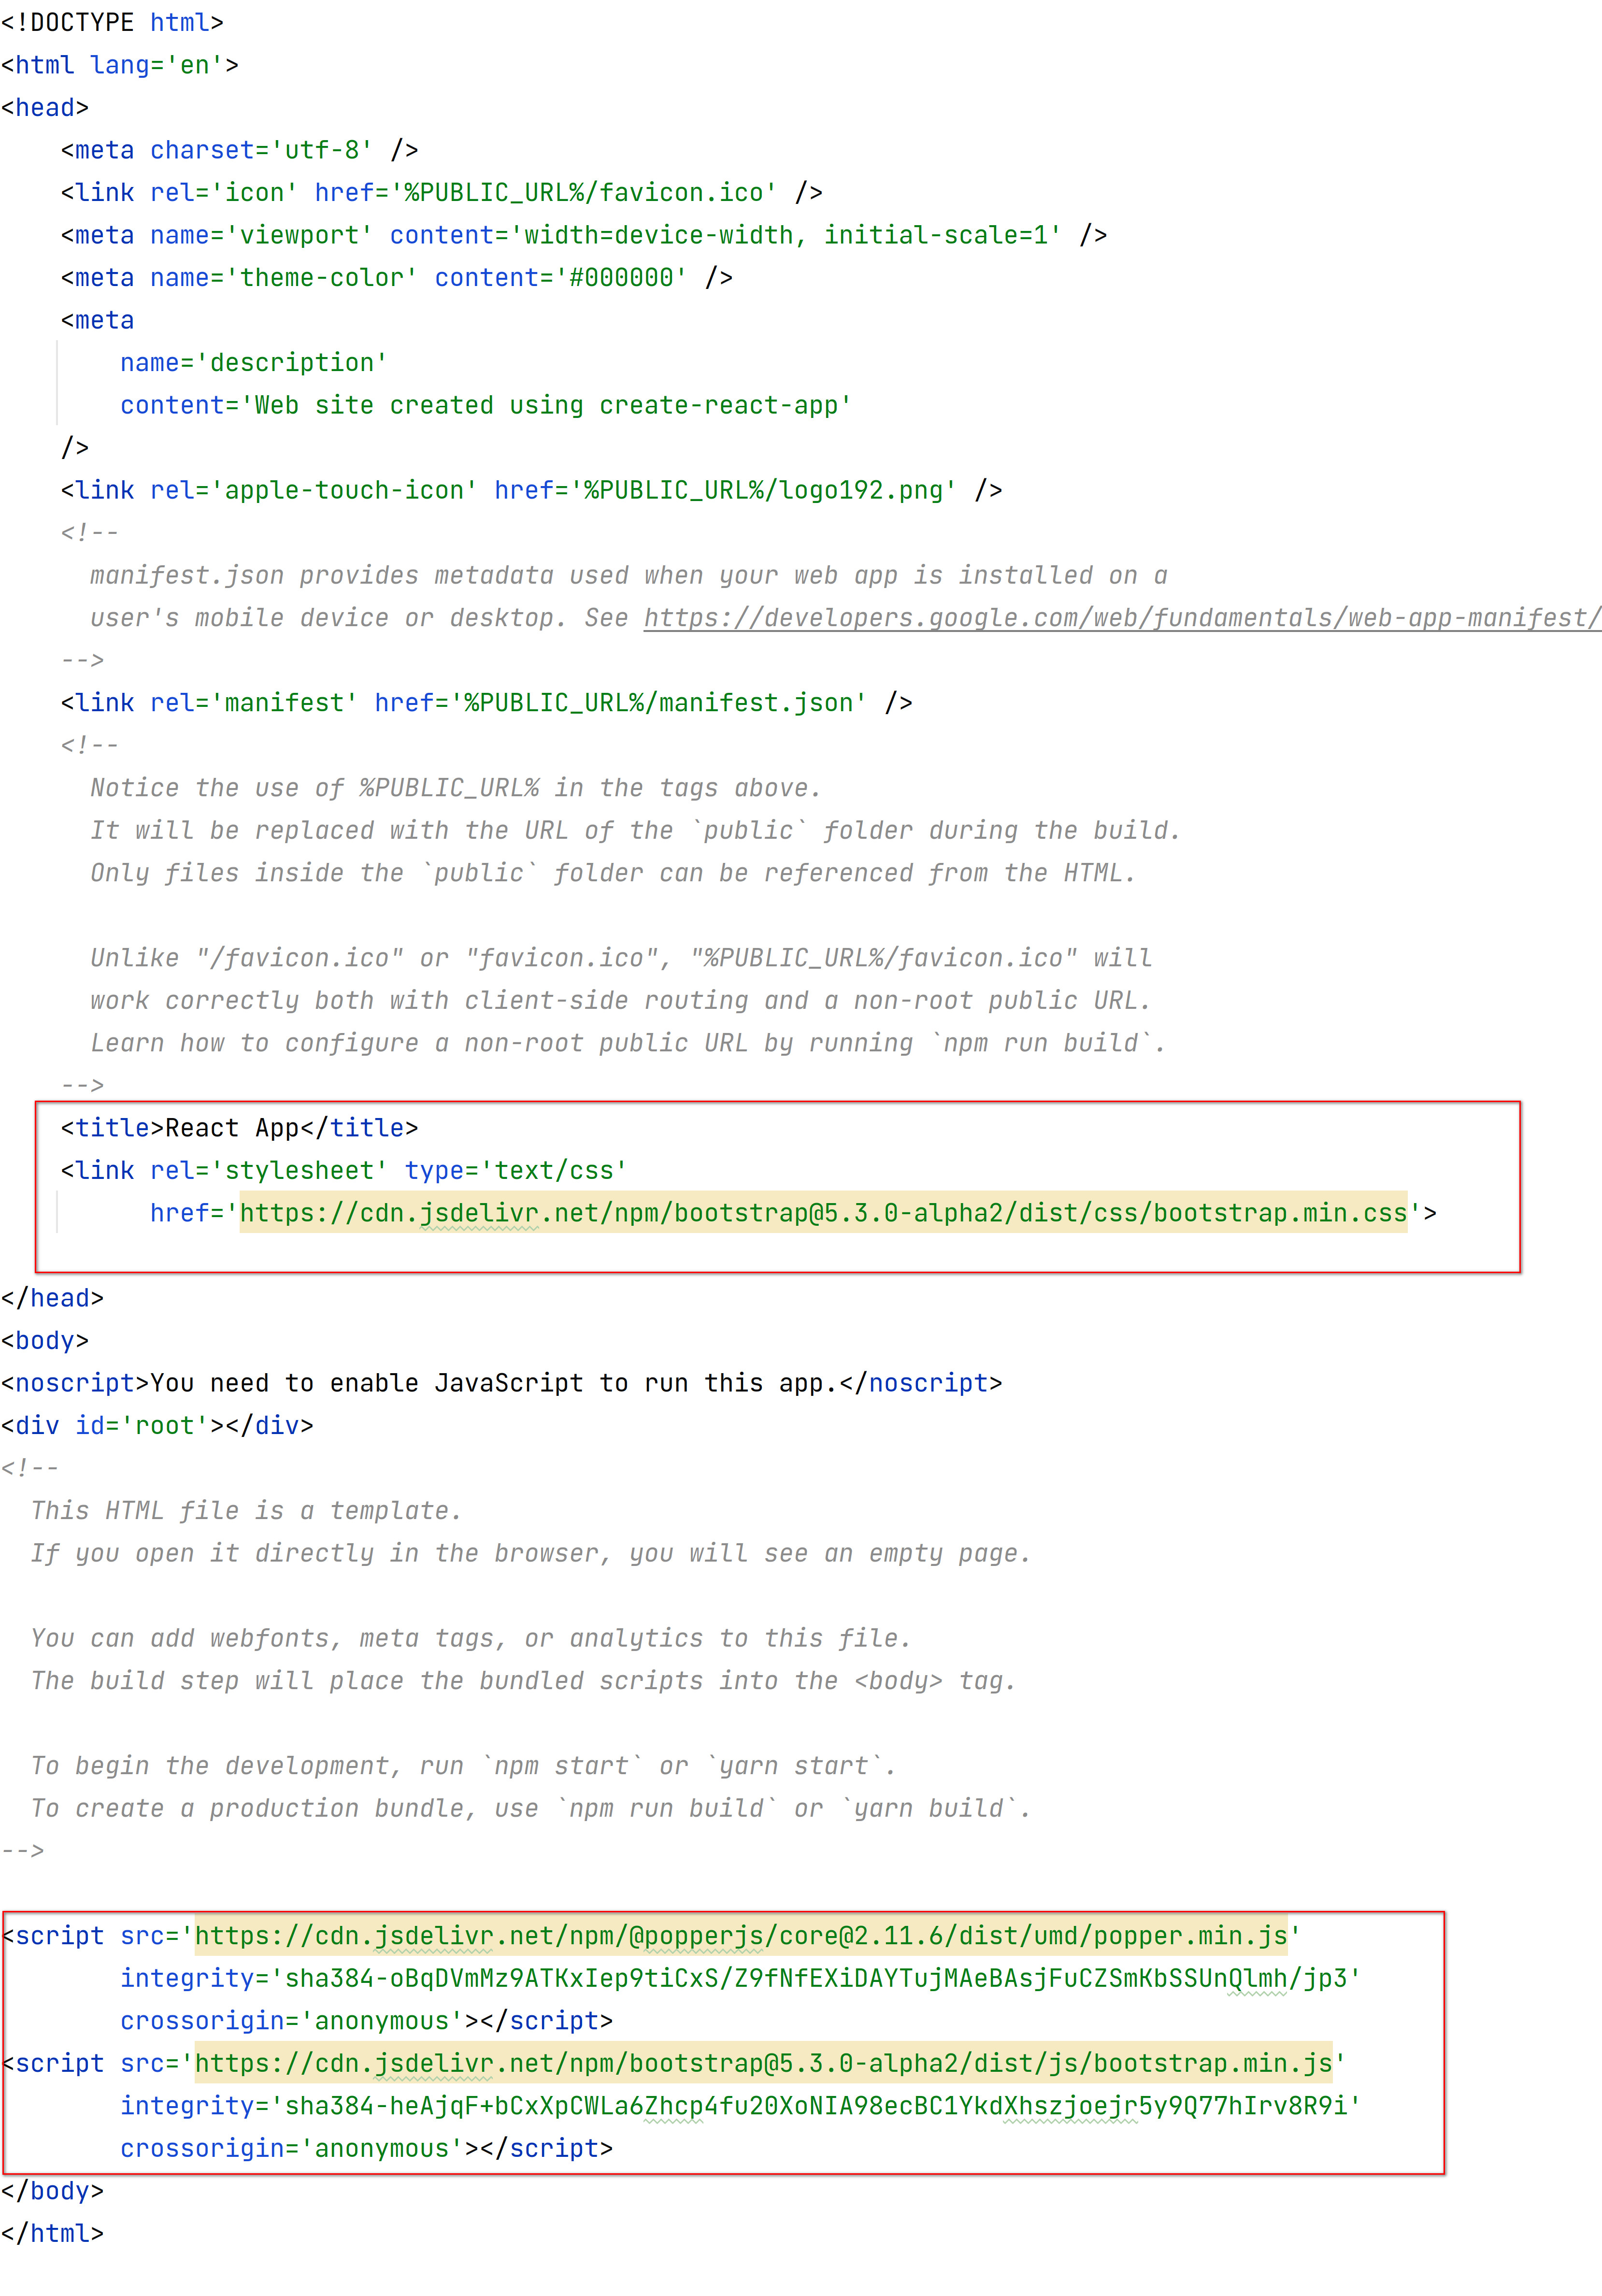 <!DOCTYPE html>
<html lang='en'>
<head>
    <meta charset='utf-8' />
    <link rel='icon' href='%PUBLIC_URL%/favicon.ico' />
    <meta name='viewport' content='width=device-width, initial-scale=1' />
    <meta name='theme-color' content='#000000' />
    <meta
        name='description'
        content='Web site created using create-react-app'
    />
    <link rel='apple-touch-icon' href='%PUBLIC_URL%/logo192.png' />
    <!--
      manifest.json provides metadata used when your web app is installed on a
      user's mobile device or desktop. See https://developers.google.com/web/fundamentals/web-app-manifest/
    -->
    <link rel='manifest' href='%PUBLIC_URL%/manifest.json' />
    <!--
      Notice the use of %PUBLIC_URL% in the tags above.
      It will be replaced with the URL of the `public` folder during the build.
      Only files inside the `public` folder can be referenced from the HTML.

      Unlike "/favicon.ico" or "favicon.ico", "%PUBLIC_URL%/favicon.ico" will
      work correctly both with client-side routing and a non-root public URL.
      Learn how to configure a non-root public URL by running `npm run build`.
    -->
    <title>React App</title>
    <link rel='stylesheet' type='text/css'
          href='https://cdn.jsdelivr.net/npm/bootstrap@5.3.0-alpha2/dist/css/bootstrap.min.css'>

</head>
<body>
<noscript>You need to enable JavaScript to run this app.</noscript>
<div id='root'></div>
<!--
  This HTML file is a template.
  If you open it directly in the browser, you will see an empty page.

  You can add webfonts, meta tags, or analytics to this file.
  The build step will place the bundled scripts into the <body> tag.

  To begin the development, run `npm start` or `yarn start`.
  To create a production bundle, use `npm run build` or `yarn build`.
-->

<script src='https://cdn.jsdelivr.net/npm/@popperjs/core@2.11.6/dist/umd/popper.min.js'
        integrity='sha384-oBqDVmMz9ATKxIep9tiCxS/Z9fNfEXiDAYTujMAeBAsjFuCZSmKbSSUnQlmh/jp3'
        crossorigin='anonymous'></script>
<script src='https://cdn.jsdelivr.net/npm/bootstrap@5.3.0-alpha2/dist/js/bootstrap.min.js'
        integrity='sha384-heAjqF+bCxXpCWLa6Zhcp4fu20XoNIA98ecBC1YkdXhszjoejr5y9Q77hIrv8R9i'
        crossorigin='anonymous'></script>
</body>
</html>